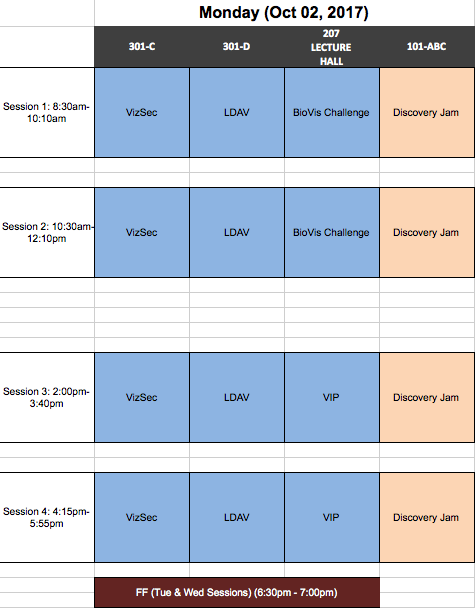 Monday (Oct 02, 2017)
301-C
301-D
207
LECTURE
HALL
101-ABC
Session 1: 8:30am-
10:10am
VizSec
LDAV
BioVis Challenge
Discovery Jam
Session 2: 10:30am-
12:10pm
VizSec
LDAV
BioVis Challenge
Discovery Jam
Session 3: 2:00pm-
3:40pm
VizSec
LDAV
VIP
Discovery Jam
Session 4: 4:15pm-
5:55pm
VizSec
LDAV
VIP
Discovery Jam
FF (Tue & Wed Sessions) (6:30pm - 7:00pm)